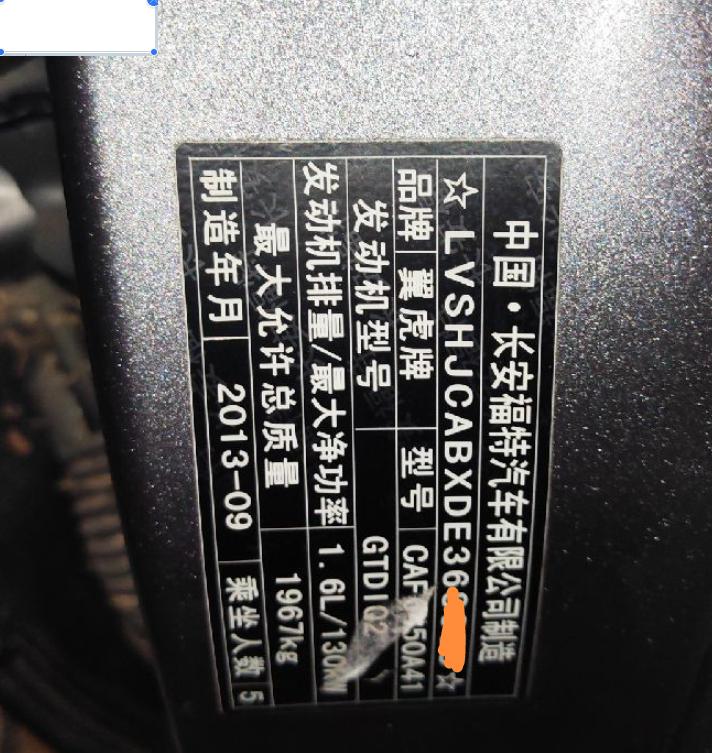 中国·长安福特汽车有限公司制造
☆LVSHJCABXDE36
品牌 翼虎牌 型号 CAF 50A41
发动机型号 GTDIQ2
发动机排量/最大净功率 1.6L/130kW
最大允许总质量 1967kg
制造年月 2013-09 乘坐人数 5